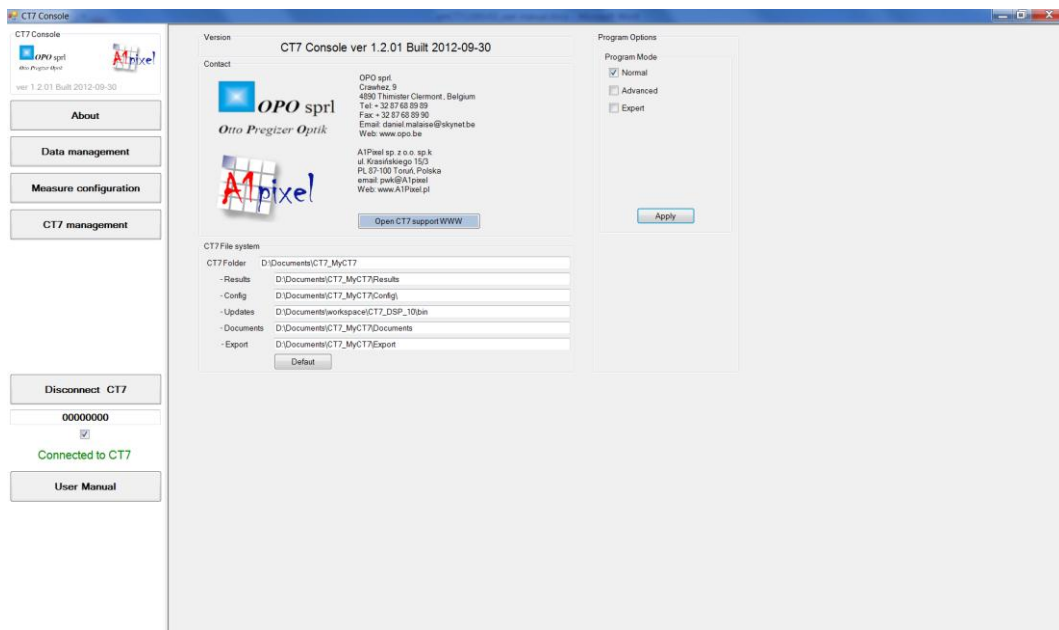 CT7 Console
CT7 Console
OPO sprl
Otto Pregizer Optik
A1pixel
ver 1.2.01 Built 2012-09-30
About
Data management
Measure configuration
CT7 management
Disconnect CT7
00000000
Connected to CT7
User Manual
Version
CT7 Console ver 1.2.01 Built 2012-09-30
Contact
OPO sprl
Otto Pregizer Optik
A1pixel
OPO sprl.
Crawhez, 9
4890 Thimister Clermont, Belgium
Tel: + 32 87 68 89 89
Fax: + 32 87 68 89 90
Email: daniel.malaise@skynet.be
Web: www.opo.be
A1Pixel sp. z o.o. sp.k
ul. Krasińskiego 15/3
PL 87-100 Toruń, Polska
email: pwk@A1pixel
Web: www.A1Pixel.pl
Open CT7 support WWW
CT7 File system
CT7 Folder D:\Documents\CT7_MyCT7
- Results D:\Documents\CT7_MyCT7\Results
- Config D:\Documents\CT7_MyCT7\Config\
- Updates D:\Documents\workspace\CT7_DSP_10\bin
- Documents D:\Documents\CT7_MyCT7\Documents
- Export D:\Documents\CT7_MyCT7\Export
Defaut
Program Options
Program Mode
Normal
Advanced
Expert
Apply